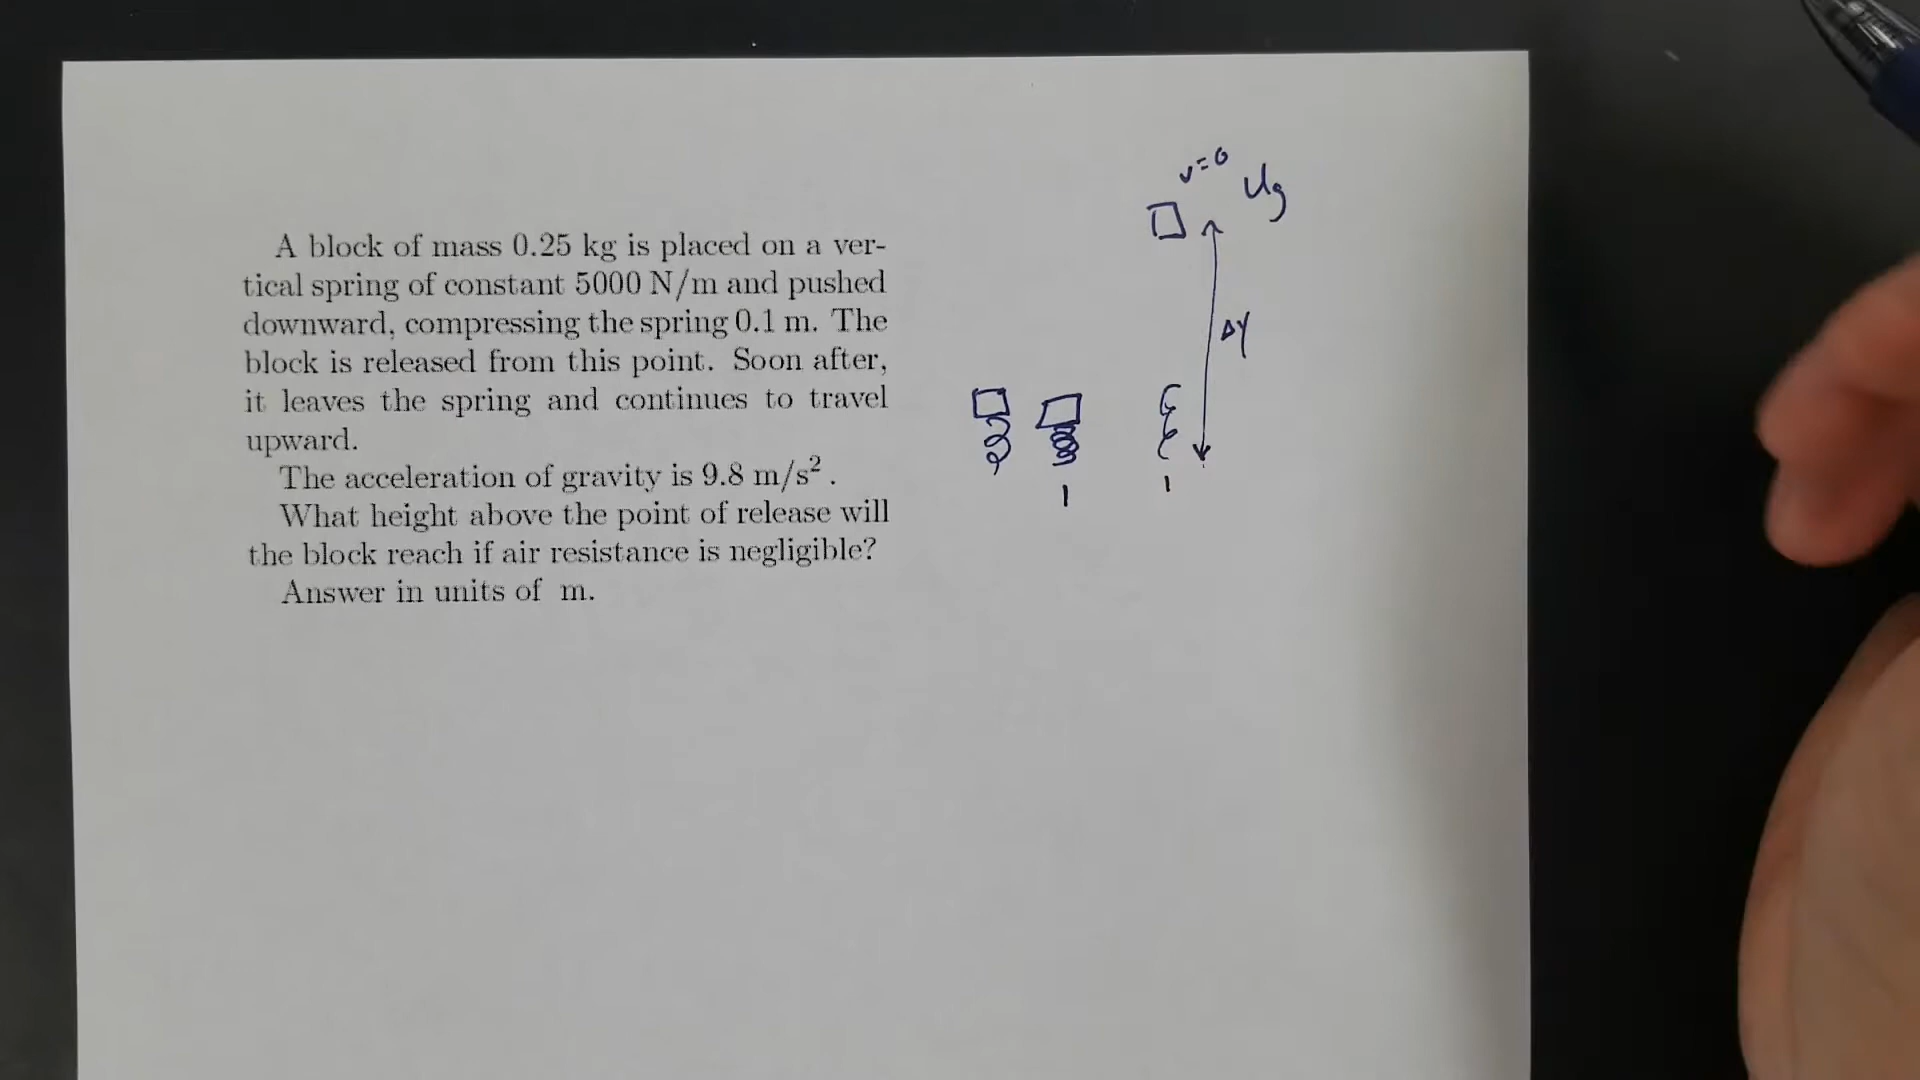 A block of mass 0.25 kg is placed on a ver-
tical spring of constant 5000 N/m and pushed
downward, compressing the spring 0.1 m. The
block is released from this point. Soon after,
it leaves the spring and continues to travel
upward.
The acceleration of gravity is 9.8 m/s².
What height above the point of release will
the block reach if air resistance is negligible?
Answer in units of m.
v=0
Ug
ΔY
1
1